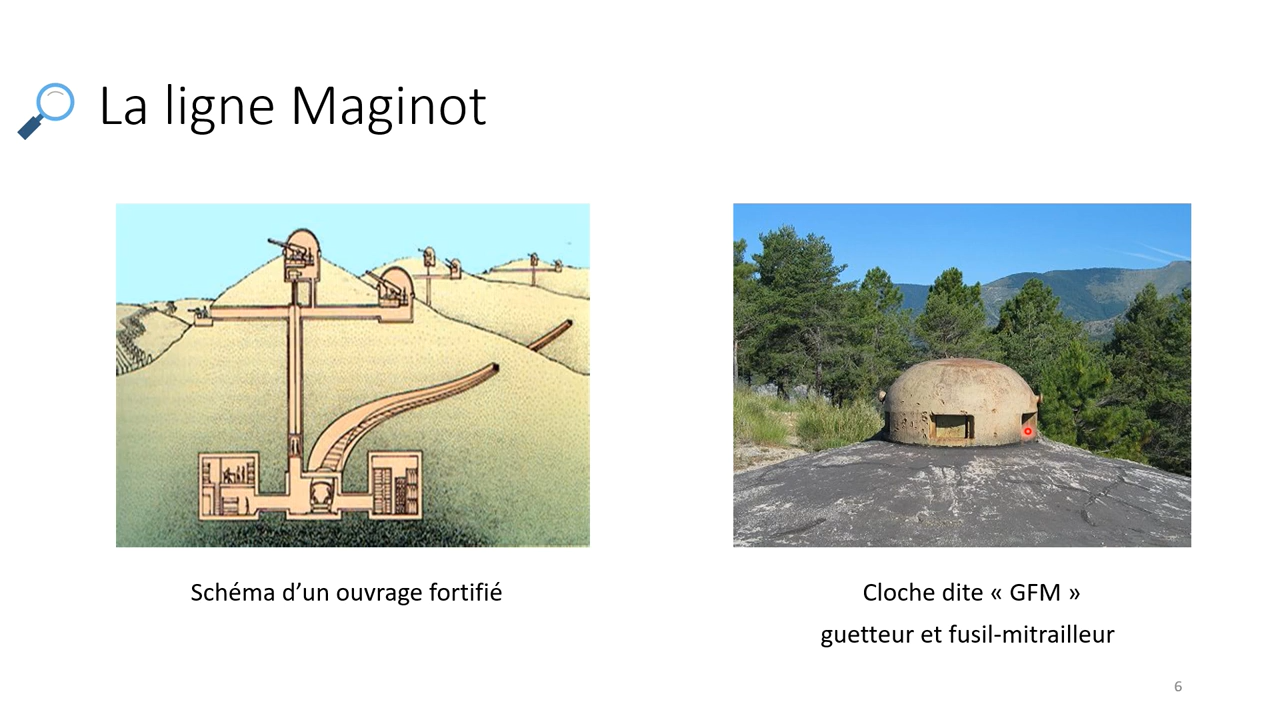 La ligne Maginot
Schéma d’un ouvrage fortifié
Cloche dite « GFM »
guetteur et fusil-mitrailleur
6